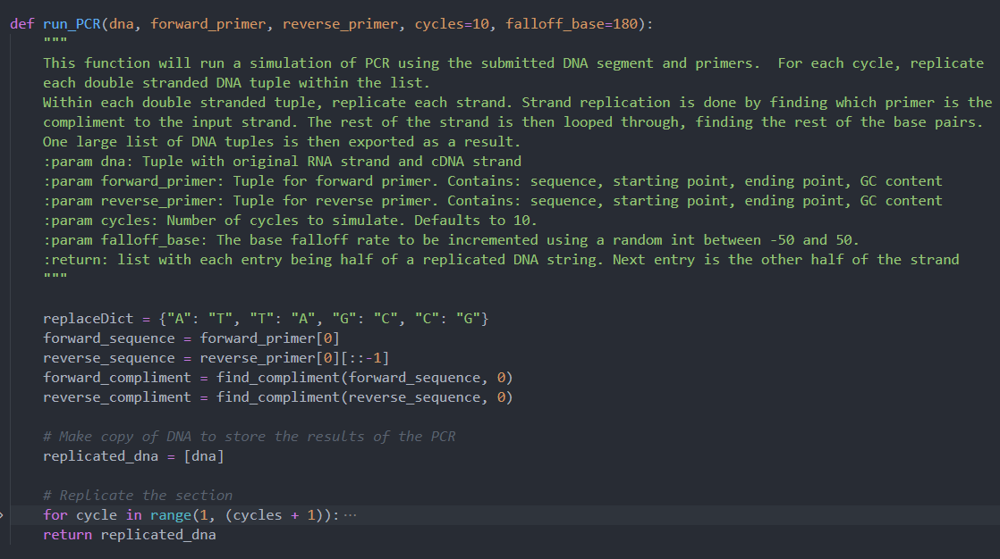 def run_PCR(dna, forward_primer, reverse_primer, cycles=10, falloff_base=180):
    """
    This function will run a simulation of PCR using the submitted DNA segment and primers.  For each cycle, replicate
    each double stranded DNA tuple within the list.
    Within each double stranded tuple, replicate each strand. Strand replication is done by finding which primer is the
    compliment to the input strand. The rest of the strand is then looped through, finding the rest of the base pairs.
    One large list of DNA tuples is then exported as a result.
    :param dna: Tuple with original RNA strand and cDNA strand
    :param forward_primer: Tuple for forward primer. Contains: sequence, starting point, ending point, GC content
    :param reverse_primer: Tuple for reverse primer. Contains: sequence, starting point, ending point, GC content
    :param cycles: Number of cycles to simulate. Defaults to 10.
    :param falloff_base: The base falloff rate to be incremented using a random int between -50 and 50.
    :return: list with each entry being half of a replicated DNA string. Next entry is the other half of the strand
    """
    replaceDict = {"A": "T", "T": "A", "G": "C", "C": "G"}
    forward_sequence = forward_primer[0]
    reverse_sequence = reverse_primer[0][::-1]
    forward_compliment = find_compliment(forward_sequence, 0)
    reverse_compliment = find_compliment(reverse_sequence, 0)
    # Make copy of DNA to store the results of the PCR
    replicated_dna = [dna]
    # Replicate the section
    for cycle in range(1, (cycles + 1)):···
    return replicated_dna